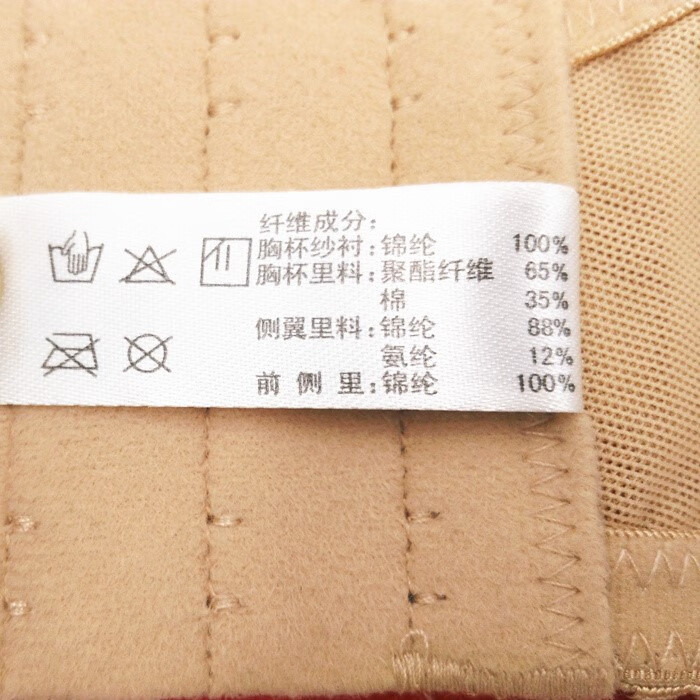 纤维成分：
胸杯纱衬：锦纶 100%
胸杯里料：聚酯纤维 65%
棉 35%
侧翼里料：锦纶 88%
氨纶 12%
前 侧 里：锦纶 100%